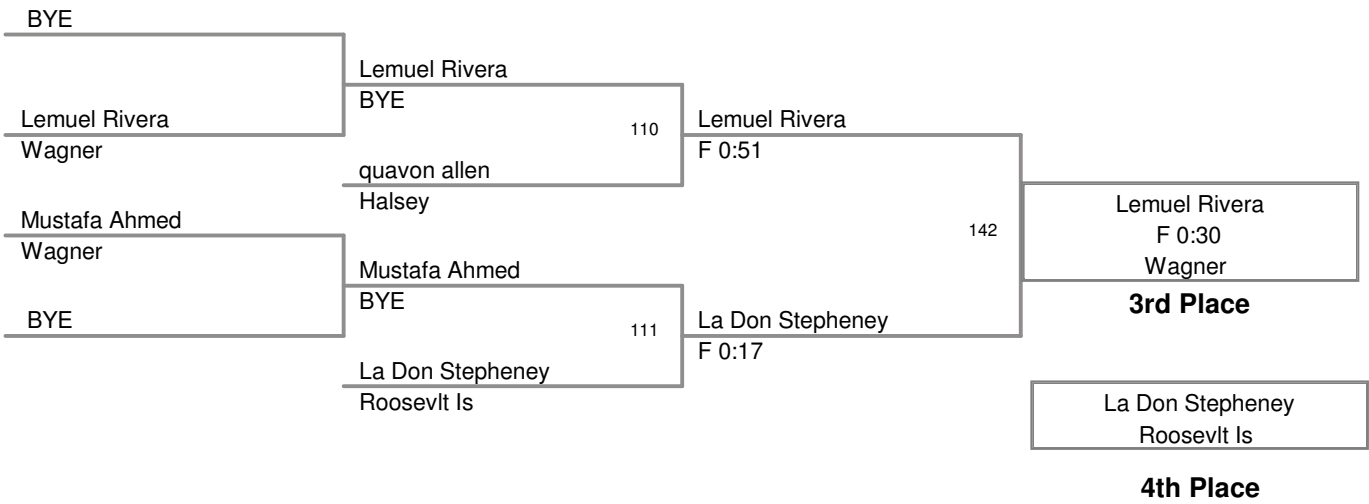 BYE
Lemuel Rivera
BYE
Lemuel Rivera
Wagner
110
Lemuel Rivera
F 0:51
quavon allen
Halsey
Mustafa Ahmed
Wagner
142
Lemuel Rivera
F 0:30
Wagner
3rd Place
Mustafa Ahmed
BYE
BYE
111
La Don Stepheney
F 0:17
La Don Stepheney
Roosevlt Is
La Don Stepheney
Roosevlt Is
4th Place